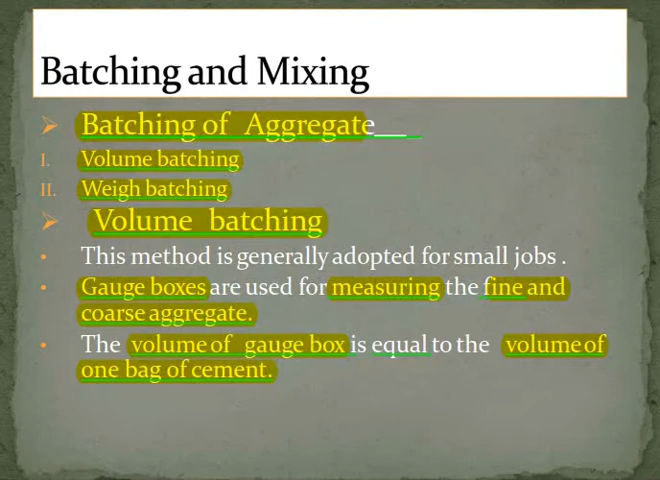 Batching and Mixing
➢ Batching of Aggregate__
I. Volume batching
II. Weigh batching
➢ Volume batching
• This method is generally adopted for small jobs .
• Gauge boxes are used for measuring the fine and
coarse aggregate.
• The volume of gauge box is equal to the volume of
one bag of cement.